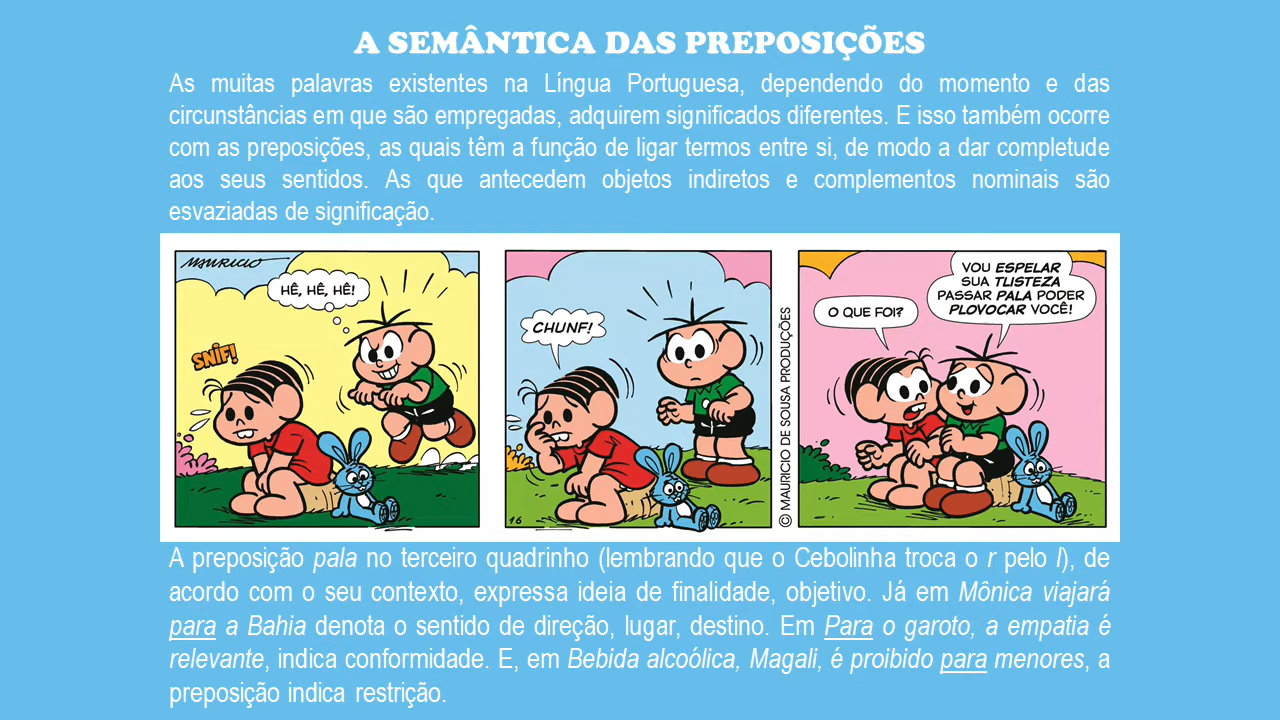 A SEMÂNTICA DAS PREPOSIÇÕES
As muitas palavras existentes na Língua Portuguesa, dependendo do momento e das
circunstâncias em que são empregadas, adquirem significados diferentes. E isso também ocorre
com as preposições, as quais têm a função de ligar termos entre si, de modo a dar completude
aos seus sentidos. As que antecedem objetos indiretos e complementos nominais são
esvaziadas de significação.
MAURICIO
HÊ, HÊ, HÊ!
SNIF!
CHUNF!
16
© MAURICIO DE SOUSA PRODUÇÕES
O QUE FOI?
VOU ESPELAR
SUA TLISTEZA
PASSAR PALA PODER
PLOVOCAR VOCÊ!
A preposição pala no terceiro quadrinho (lembrando que o Cebolinha troca o r pelo l), de
acordo com o seu contexto, expressa ideia de finalidade, objetivo. Já em Mônica viajará
para a Bahia denota o sentido de direção, lugar, destino. Em Para o garoto, a empatia é
relevante, indica conformidade. E, em Bebida alcoólica, Magali, é proibido para menores, a
preposição indica restrição.